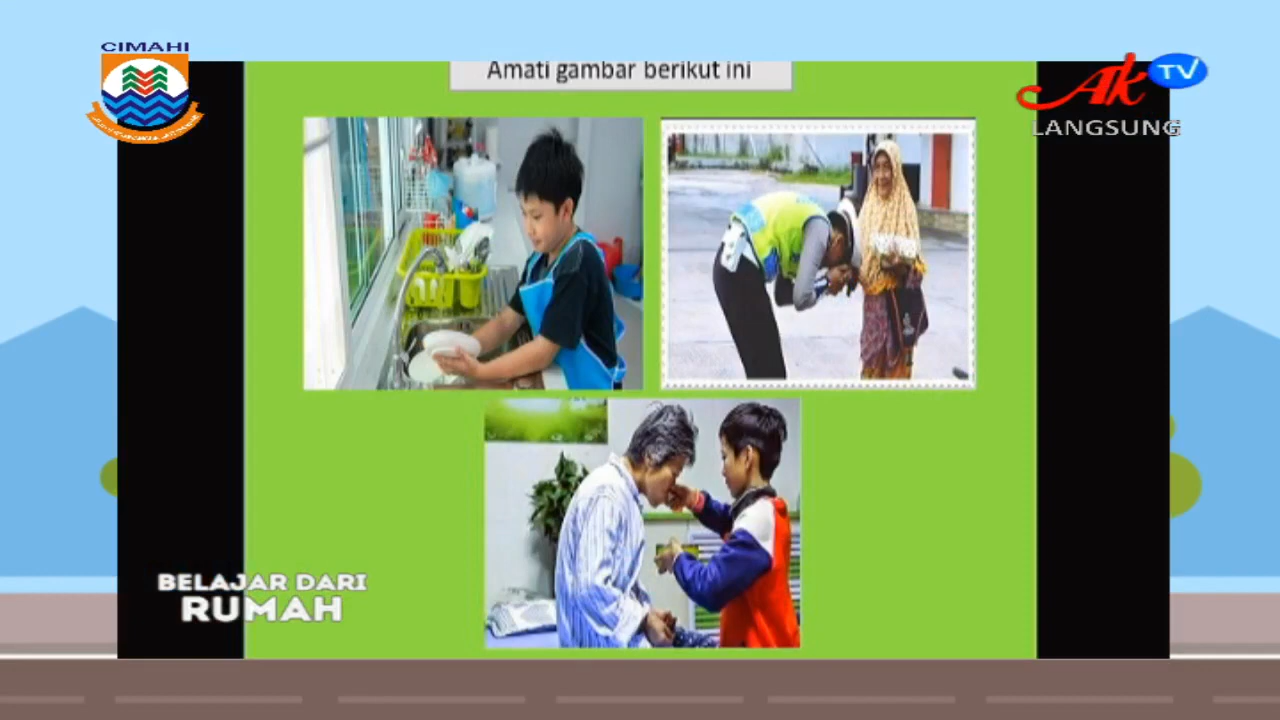 CIMAHI
Amati gambar berikut ini
Ak TV
LANGSUNG
BELAJAR DARI
RUMAH